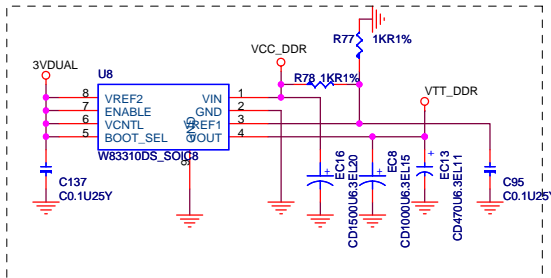 R77 1KR1%
VCC_DDR
3VDUAL
R78 1KR1%
U8
VTT_DDR
8 VREF2 VIN 1
7 ENABLE GND 2
6 VCNTL VREF1 3
5 BOOT_SEL VOUT 4
GND
W83310DS_SOIC8
9
C137
C0.1U25Y
EC16
CD1500U6.3EL20
EC8
CD1000U6.3EL15
EC13
CD470U6.3EL11
C95
C0.1U25Y